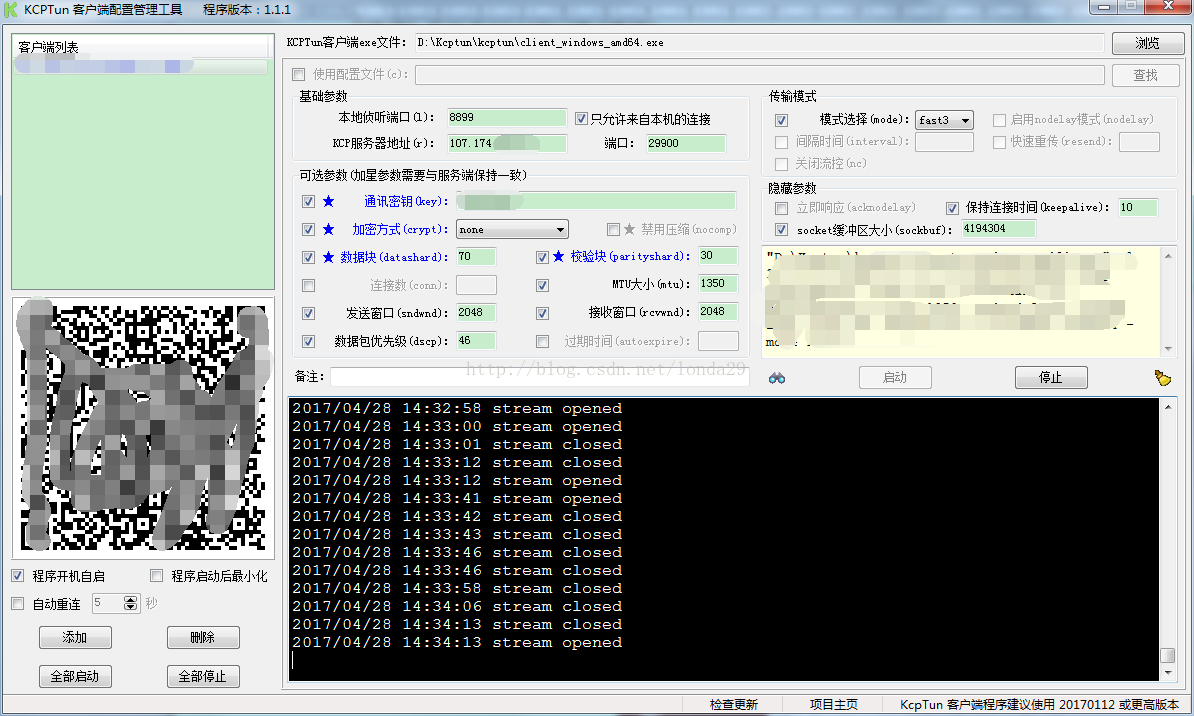 KCPTun 客户端配置管理工具 程序版本：1.1.1
客户端列表
KCPTun客户端exe文件: D:\Kcptun\kcptun\client_windows_amd64.exe 浏览
使用配置文件(c): 查找
基础参数
本地侦听端口(l): 8899 只允许来自本机的连接
KCP服务器地址(r): 107.174 端口: 29900
可选参数(加星参数需要与服务端保持一致)
★ 通讯密钥(key):
★ 加密方式(crypt): none ★ 禁用压缩(nocomp)
★ 数据块(datashard): 70 ★ 校验块(parityshard): 30
连接数(conn): MTU大小(mtu): 1350
发送窗口(sndwnd): 2048 接收窗口(rcvwnd): 2048
数据包优先级(dscp): 46 过期时间(autoexpire):
传输模式
模式选择(mode): fast3 启用nodelay模式(nodelay)
间隔时间(interval): 快速重传(resend):
关闭流控(nc)
隐藏参数
立即响应(acknodelay) 保持连接时间(keepalive): 10
socket缓冲区大小(sockbuf): 4194304
备注: http://blog.csdn.net/londa29 启动 停止
2017/04/28 14:32:58 stream opened
2017/04/28 14:33:00 stream opened
2017/04/28 14:33:01 stream closed
2017/04/28 14:33:12 stream closed
2017/04/28 14:33:12 stream opened
2017/04/28 14:33:41 stream opened
2017/04/28 14:33:42 stream closed
2017/04/28 14:33:43 stream closed
2017/04/28 14:33:46 stream closed
2017/04/28 14:33:46 stream closed
2017/04/28 14:33:58 stream closed
2017/04/28 14:34:06 stream closed
2017/04/28 14:34:13 stream closed
2017/04/28 14:34:13 stream opened
程序开机自启 程序启动后最小化
自动重连 5 秒
添加 删除
全部启动 全部停止
检查更新 项目主页 KcpTun 客户端程序建议使用 20170112 或更高版本